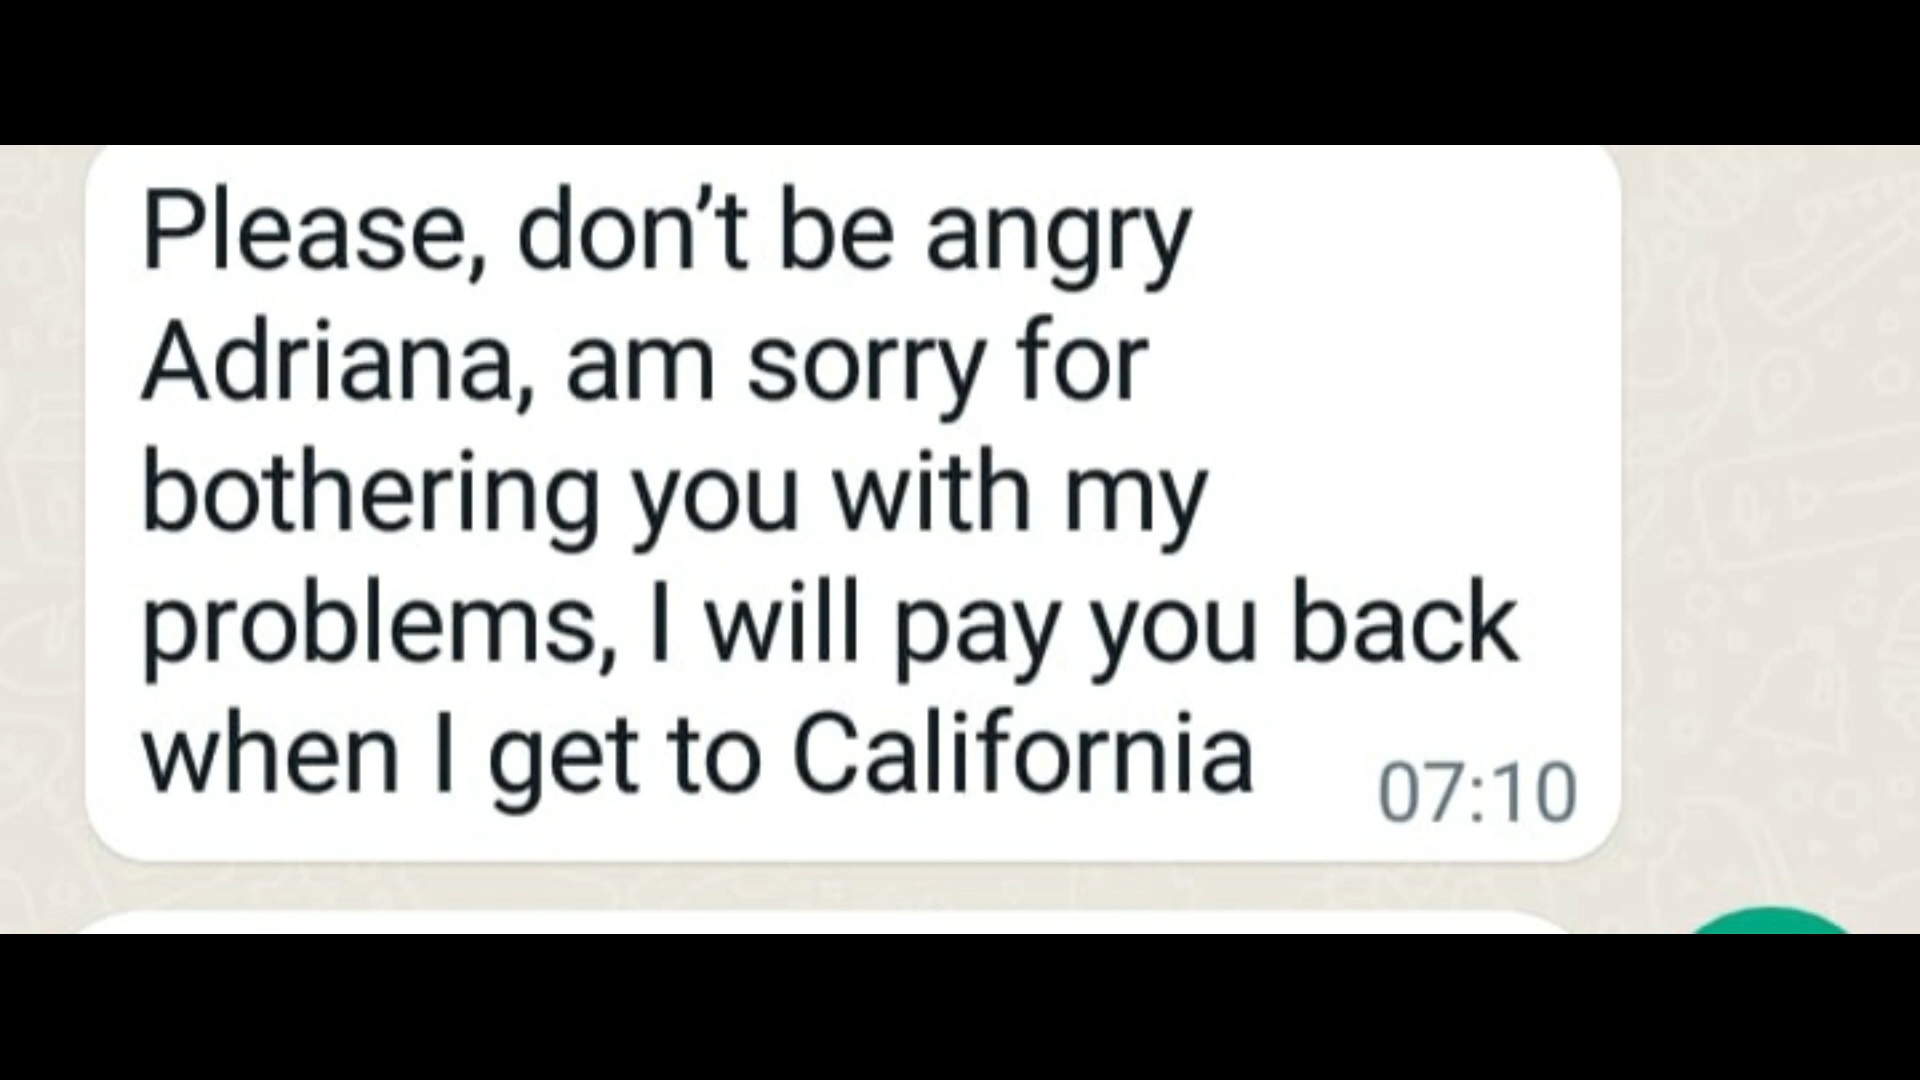 Please, don’t be angry
Adriana, am sorry for
bothering you with my
problems, I will pay you back
when I get to California
07:10